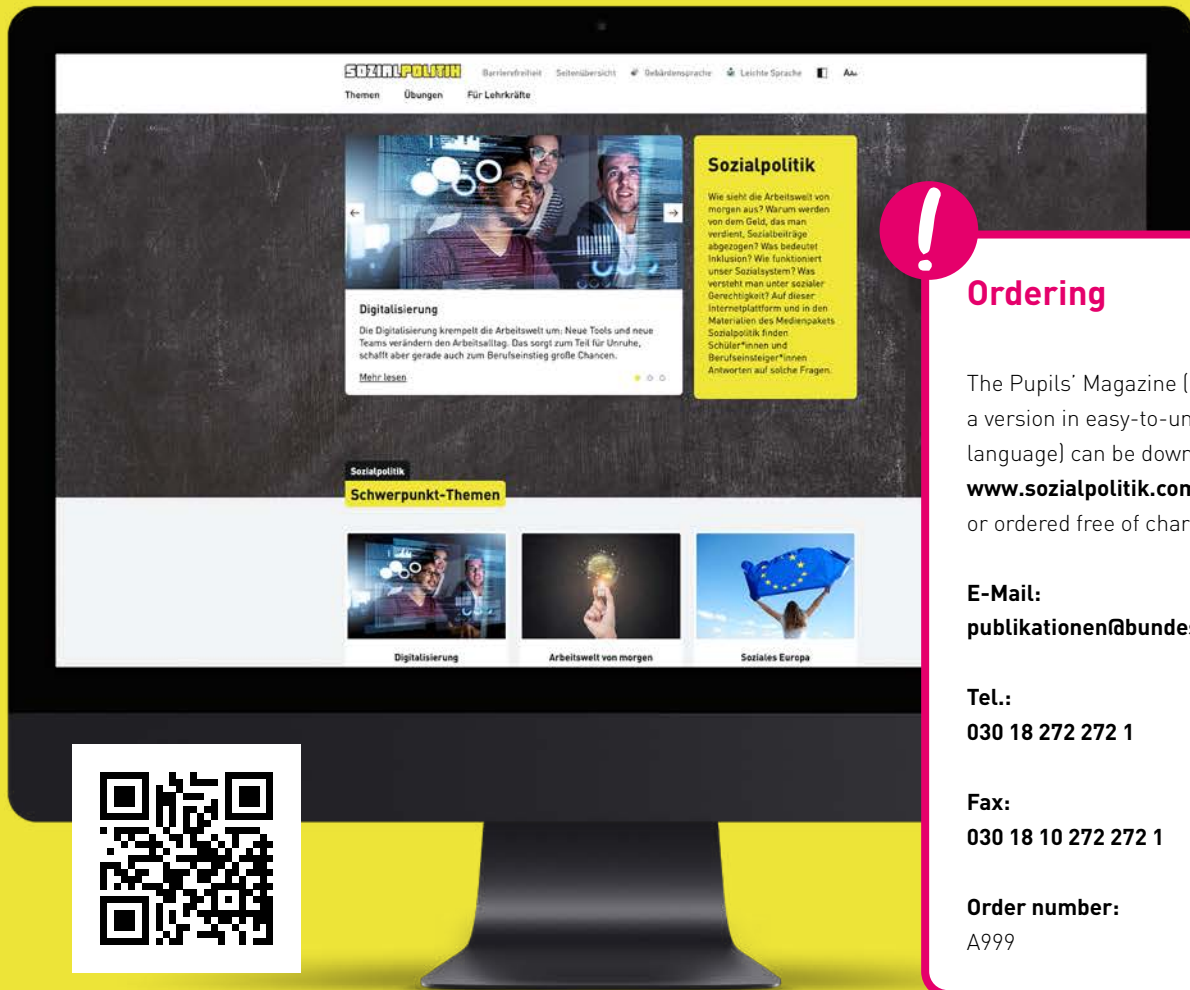 SOZIALPOLITIK
Barrierefreiheit Seitenübersicht Gebärdensprache Leichte Sprache AA
Themen Übungen Für Lehrkräfte
Digitalisierung
Die Digitalisierung krempelt die Arbeitswelt um: Neue Tools und neue
Teams verändern den Arbeitsalltag. Das sorgt zum Teil für Unruhe,
schafft aber gerade auch zum Berufseinstieg große Chancen.
Mehr lesen
Sozialpolitik
Wie sieht die Arbeitswelt von
morgen aus? Warum werden
von dem Geld, das man
verdient, Sozialbeiträge
abgezogen? Was bedeutet
Inklusion? Wie funktioniert
unser Sozialsystem? Was
versteht man unter sozialer
Gerechtigkeit? Auf dieser
Internetplattform und in den
Materialien des Medienpakets
Sozialpolitik finden
Schüler*innen und
Berufseinsteiger*innen
Antworten auf solche Fragen.
Sozialpolitik
Schwerpunkt-Themen
Digitalisierung
Arbeitswelt von morgen
Soziales Europa
!
Ordering
The Pupils' Magazine (
a version in easy-to-un
language) can be down
www.sozialpolitik.com
or ordered free of char
E-Mail:
publikationen@bundes
Tel.:
030 18 272 272 1
Fax:
030 18 10 272 272 1
Order number:
A999